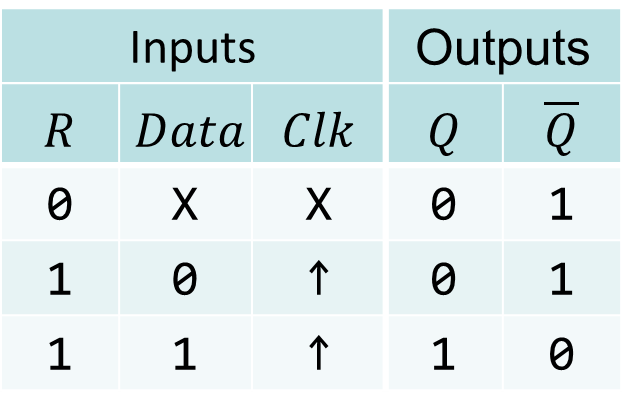 Inputs Outputs
R Data Clk Q Q̅
0 X X 0 1
1 0 ↑ 0 1
1 1 ↑ 1 0